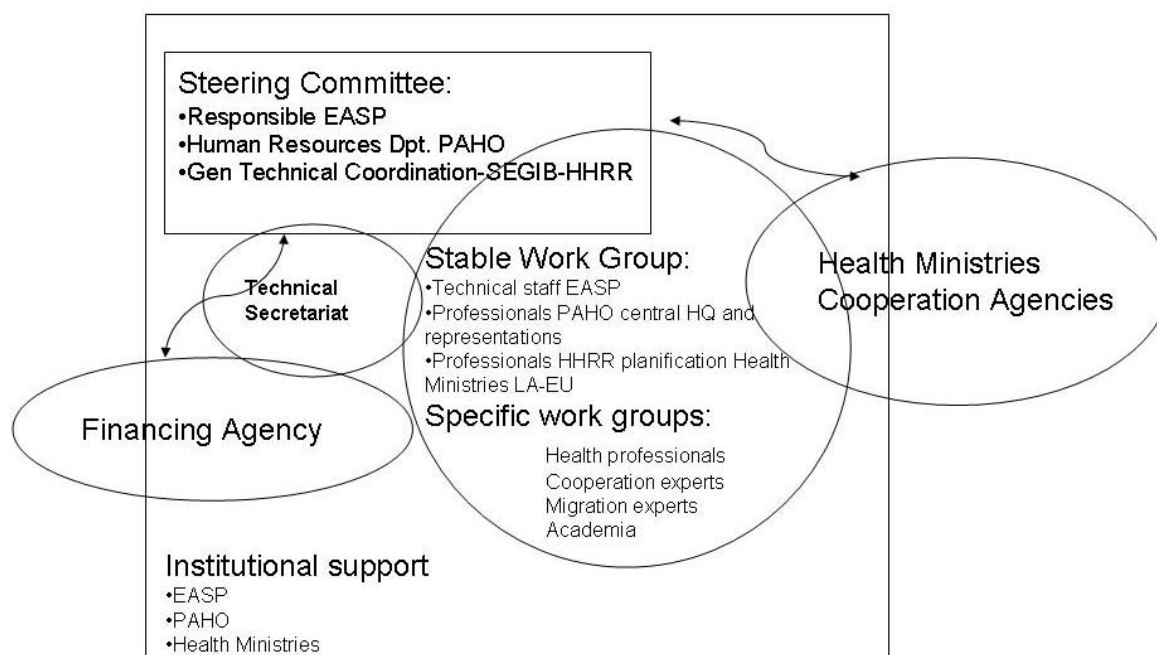 Steering Committee:
•Responsible EASP
•Human Resources Dpt. PAHO
•Gen Technical Coordination-SEGIB-HHRR
Technical
Secretariat
Stable Work Group:
•Technical staff EASP
•Professionals PAHO central HQ and
representations
•Professionals HHRR planification Health
Ministries LA-EU
Specific work groups:
Health professionals
Cooperation experts
Migration experts
Academia
Health Ministries
Cooperation Agencies
Financing Agency
Institutional support
•EASP
•PAHO
•Health Ministries